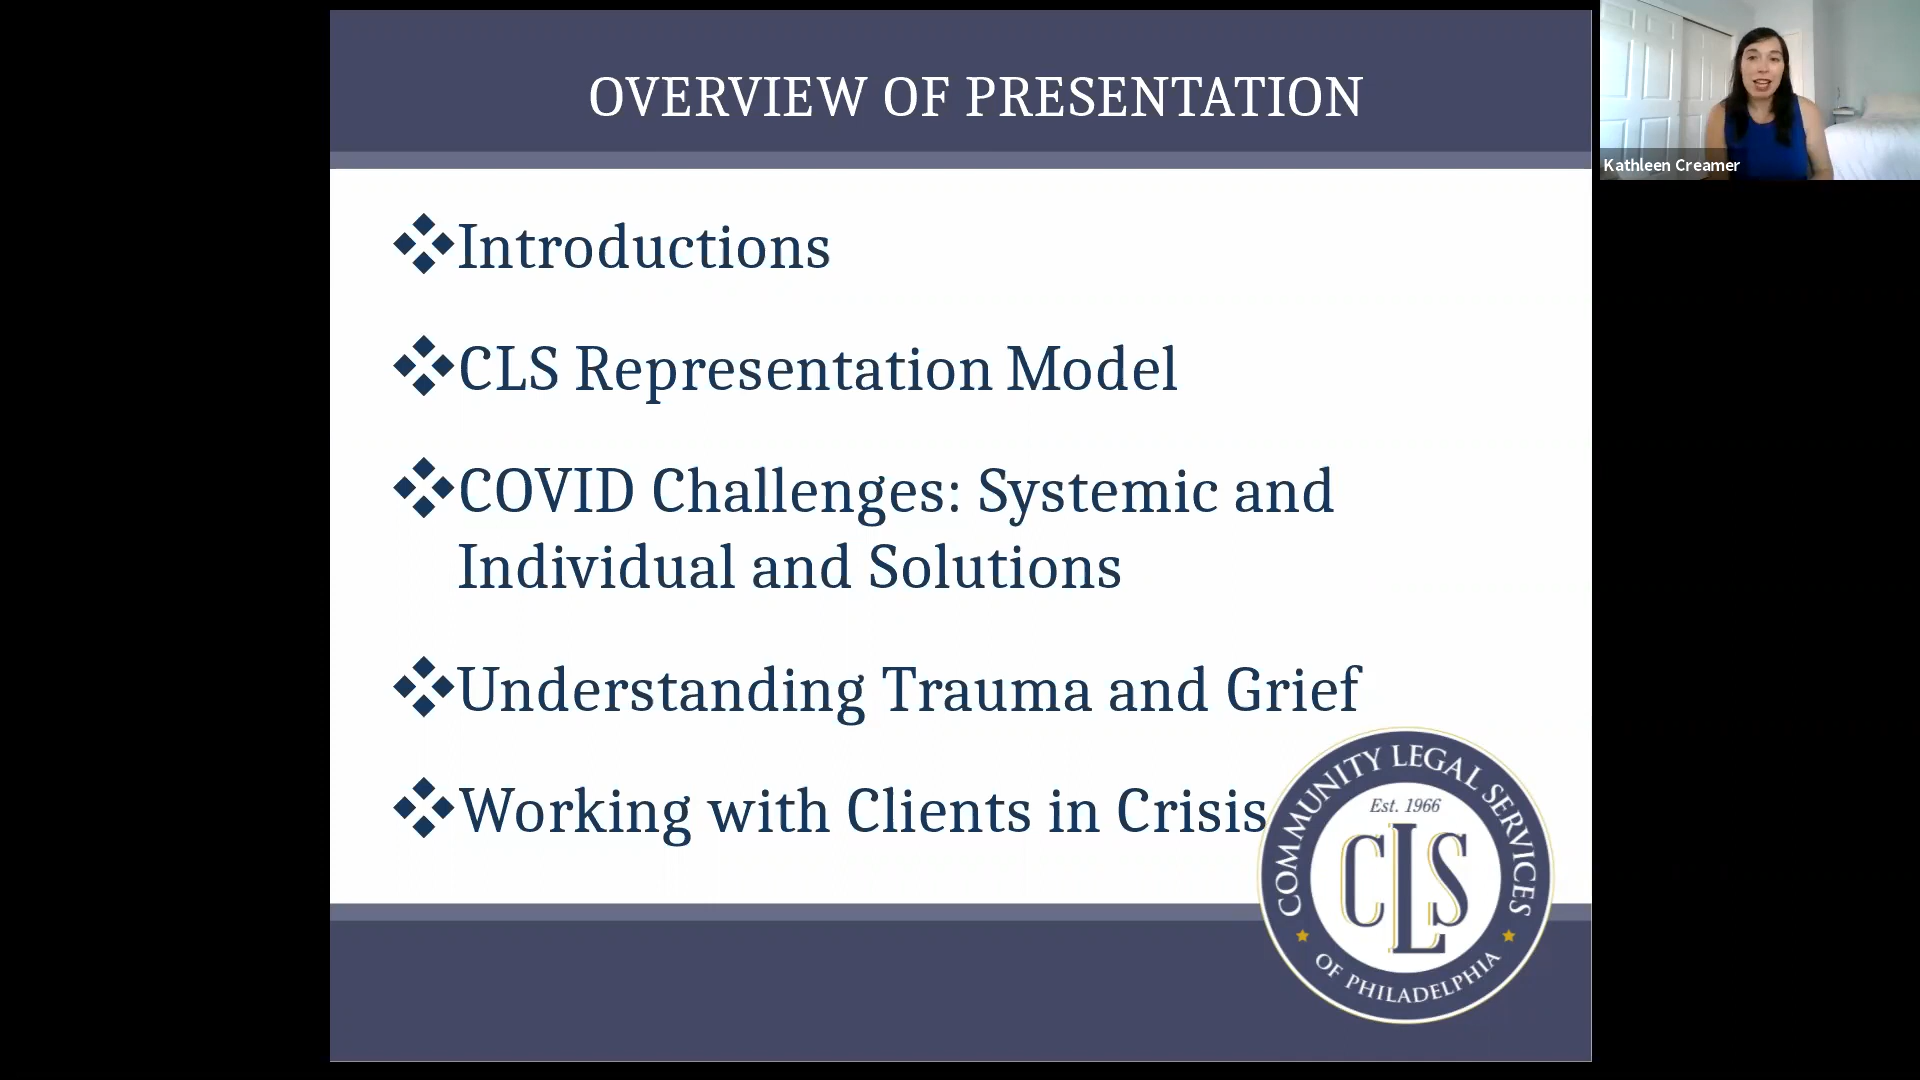 OVERVIEW OF PRESENTATION
Kathleen Creamer
❖Introductions
❖CLS Representation Model
❖COVID Challenges: Systemic and
Individual and Solutions
❖Understanding Trauma and Grief
❖Working with Clients in Crisis
COMMUNITY LEGAL SERVICES
Est. 1966
CLS
OF PHILADELPHIA